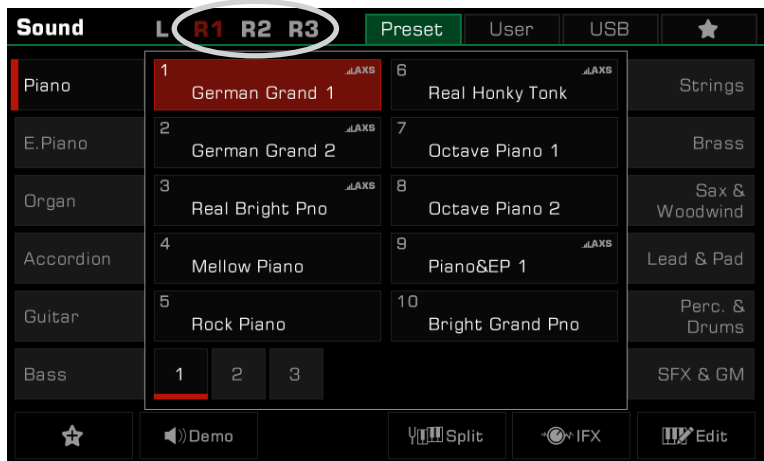 Sound L R1 R2 R3 Preset User USB
Piano
E.Piano
Organ
Accordion
Guitar
Bass
1 AXS
German Grand 1
2 AXS
German Grand 2
3 AXS
Real Bright Pno
4
Mellow Piano
5
Rock Piano
6 AXS
Real Honky Tonk
7
Octave Piano 1
8
Octave Piano 2
9 AXS
Piano&EP 1
10
Bright Grand Pno
1 2 3
Strings
Brass
Sax &
Woodwind
Lead & Pad
Perc. &
Drums
SFX & GM
Demo Split IFX Edit